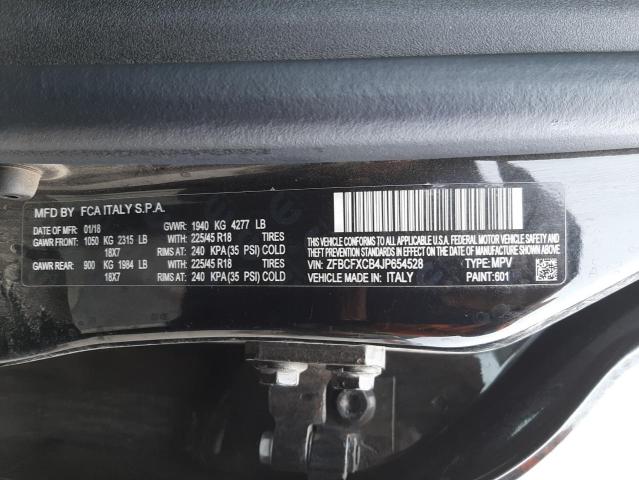 MFD BY FCA ITALY S.P.A.
DATE OF MFR: 01/18 GVWR: 1940 KG 4277 LB
GAWR FRONT: 1050 KG 2315 LB WITH 225/45 R18 TIRES
18X7 RIMS AT: 240 KPA (35 PSI) COLD
GAWR REAR: 900 KG 1984 LB WITH 225/45 R18 TIRES
18X7 RIMS AT: 240 KPA (35 PSI) COLD
THIS VEHICLE CONFORMS TO ALL APPLICABLE U.S.A. FEDERAL MOTOR VEHICLE SAFETY,
BUMPER, AND THEFT PREVENTION STANDARDS IN EFFECT ON THE DATE OF MANUFACTURE SHOWN ABOVE.
VIN: ZFBCFXCB4JP654528 TYPE: MPV
VEHICLE MADE IN: ITALY PAINT: 601